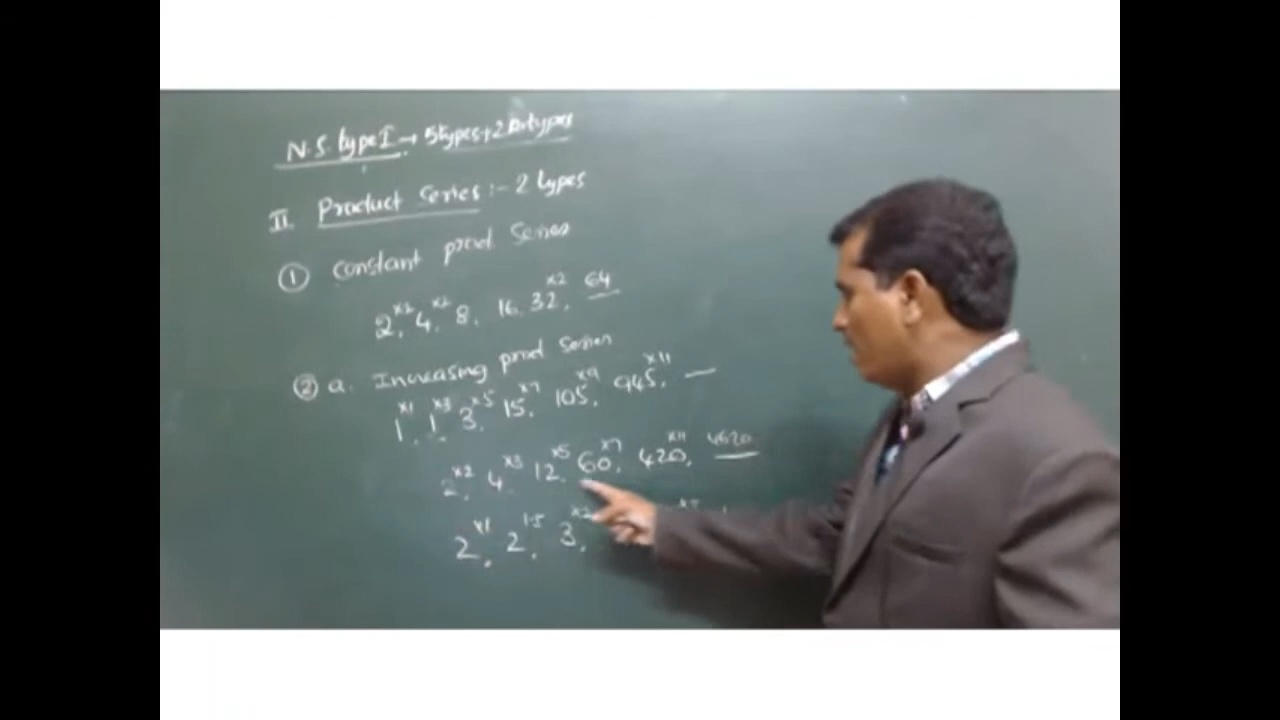 N.S. type I → 5 types + 2
II. Product Series :- 2 types
① Constant prod. Series
×2 ×2 ×2
2, 4, 8, 16, 32, 64
② a. Increasing prod Series
×1 ×3 ×5 ×7 ×9 ×11
1, 1, 3, 15, 105, 945, —
×2 ×3 ×5 ×7 ×11
2, 4, 12, 60, 420, 4620
×1 1.5 ×2
2, 2, 3,